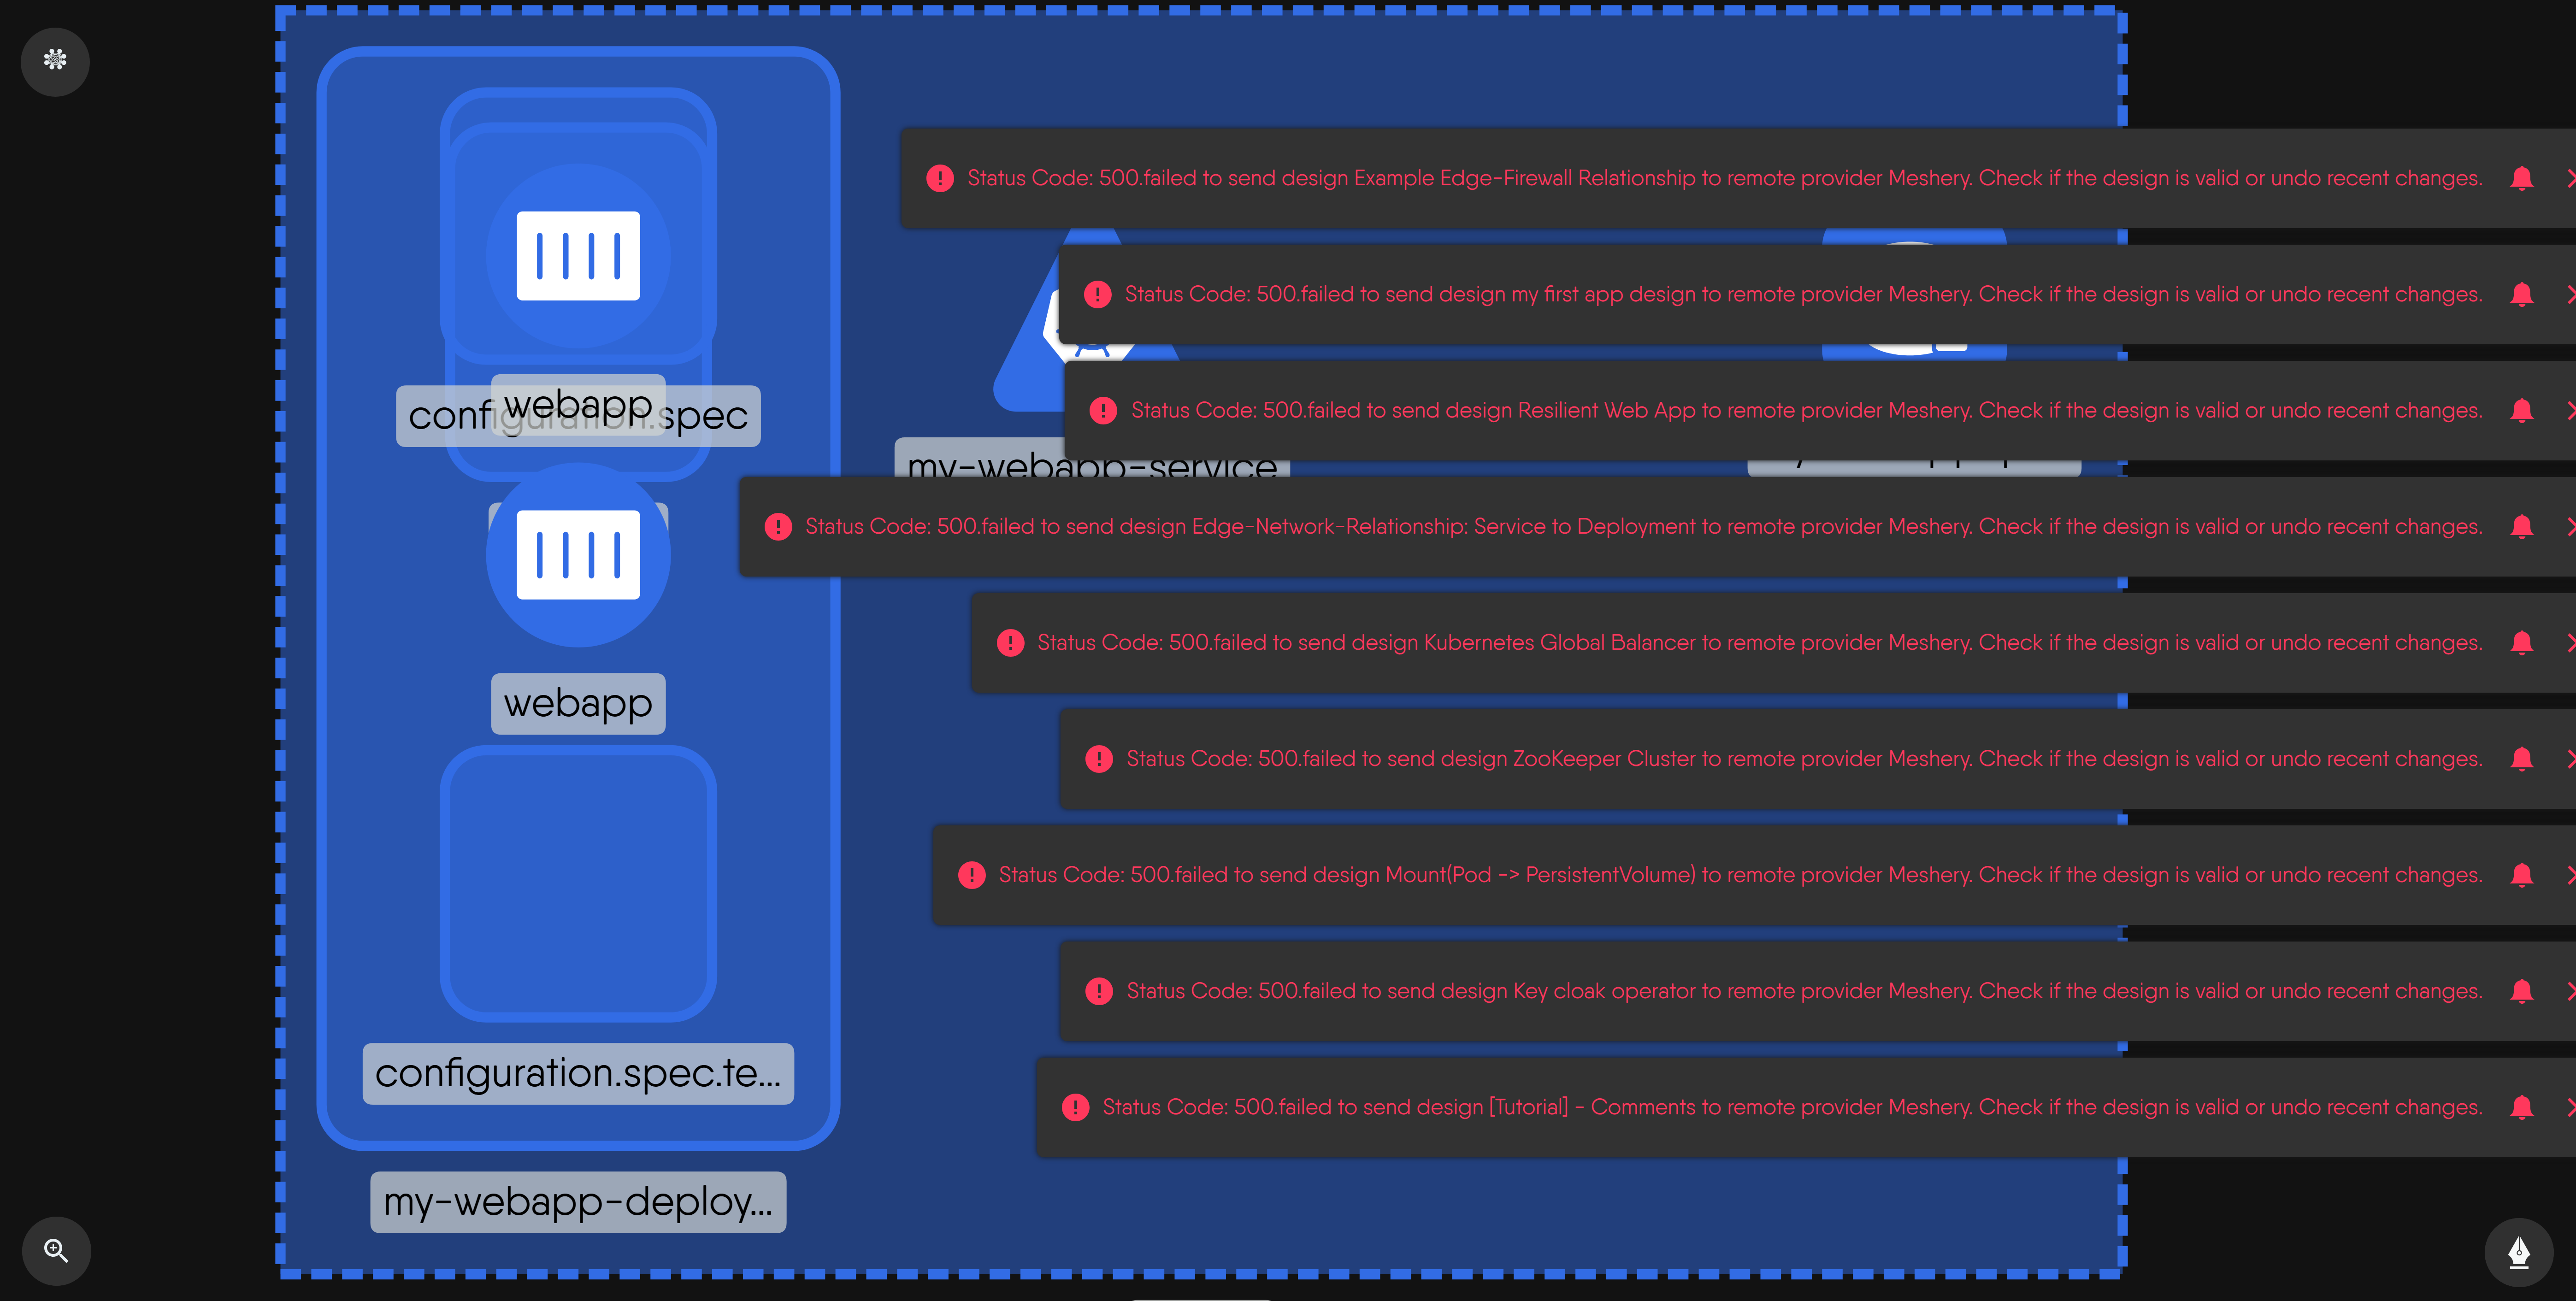 Status Code: 500.failed to send design Example Edge-Firewall Relationship to remote provider Meshery. Check if the design is valid or undo recent changes.
Status Code: 500.failed to send design my first app design to remote provider Meshery. Check if the design is valid or undo recent changes.
webapp
configuration.spec
Status Code: 500.failed to send design Resilient Web App to remote provider Meshery. Check if the design is valid or undo recent changes.
my-webapp-service
Status Code: 500.failed to send design Edge-Network-Relationship: Service to Deployment to remote provider Meshery. Check if the design is valid or undo recent changes.
Status Code: 500.failed to send design Kubernetes Global Balancer to remote provider Meshery. Check if the design is valid or undo recent changes.
webapp
Status Code: 500.failed to send design ZooKeeper Cluster to remote provider Meshery. Check if the design is valid or undo recent changes.
Status Code: 500.failed to send design Mount(Pod -> PersistentVolume) to remote provider Meshery. Check if the design is valid or undo recent changes.
Status Code: 500.failed to send design Key cloak operator to remote provider Meshery. Check if the design is valid or undo recent changes.
configuration.spec.te...
Status Code: 500.failed to send design [Tutorial] - Comments to remote provider Meshery. Check if the design is valid or undo recent changes.
my-webapp-deploy...